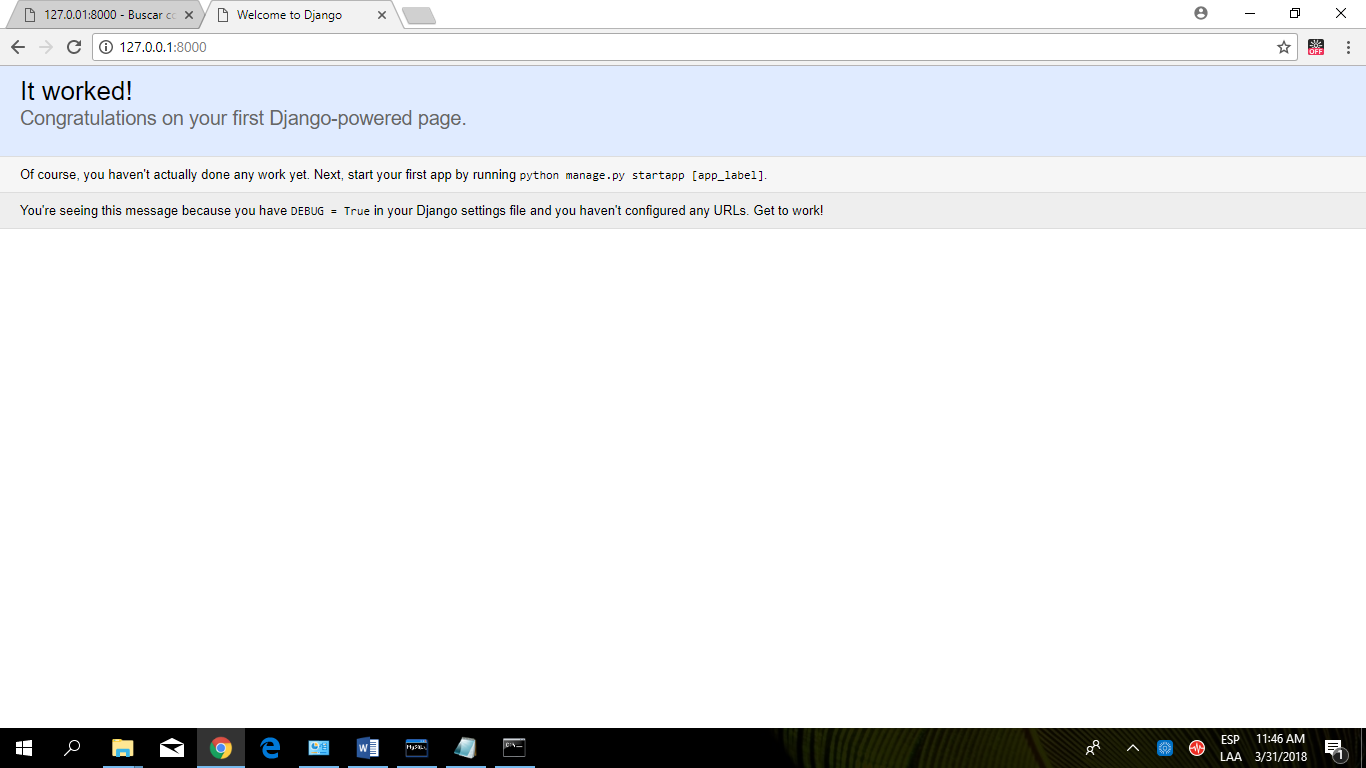 127.0.01:8000 - Buscar co
Welcome to Django
127.0.0.1:8000
OFF
It worked!
Congratulations on your first Django-powered page.
Of course, you haven't actually done any work yet. Next, start your first app by running python manage.py startapp [app_label].
You're seeing this message because you have DEBUG = True in your Django settings file and you haven't configured any URLs. Get to work!
ESP
11:46 AM
LAA
3/31/2018
1